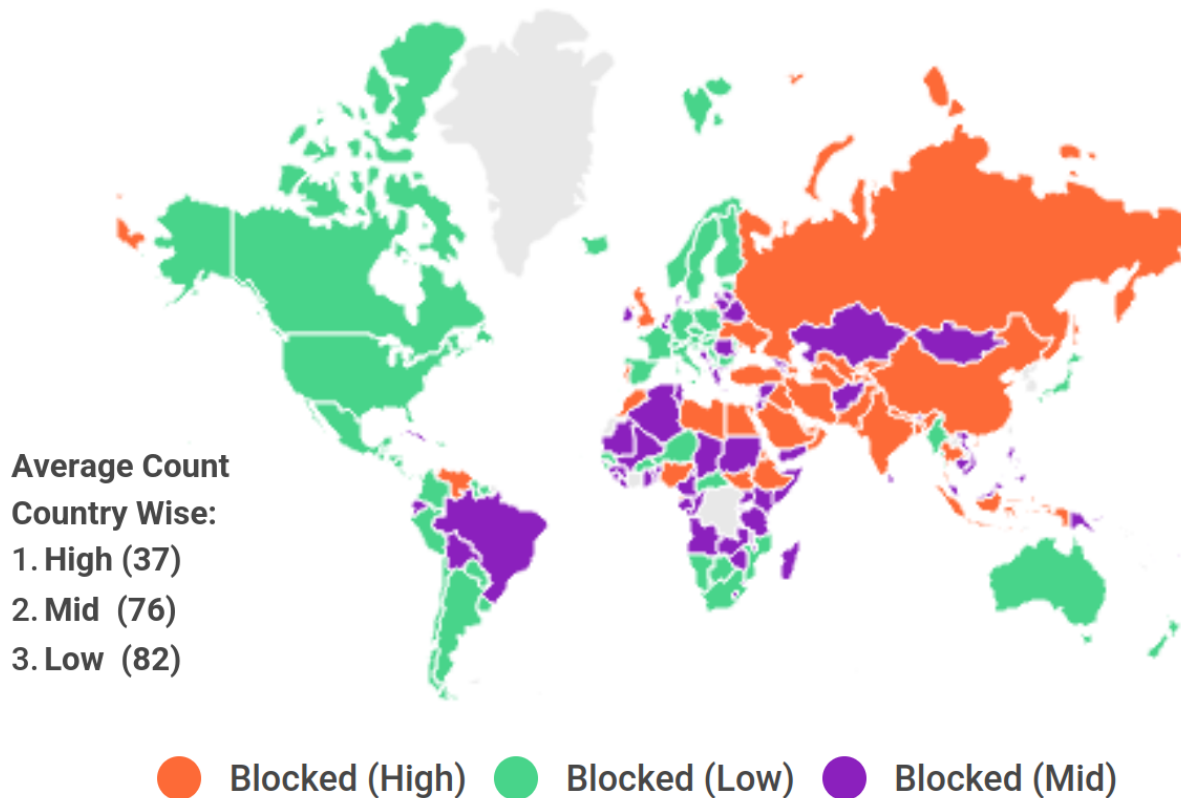 Average Count
Country Wise:
1. High (37)
2. Mid (76)
3. Low (82)
Blocked (High) Blocked (Low) Blocked (Mid)